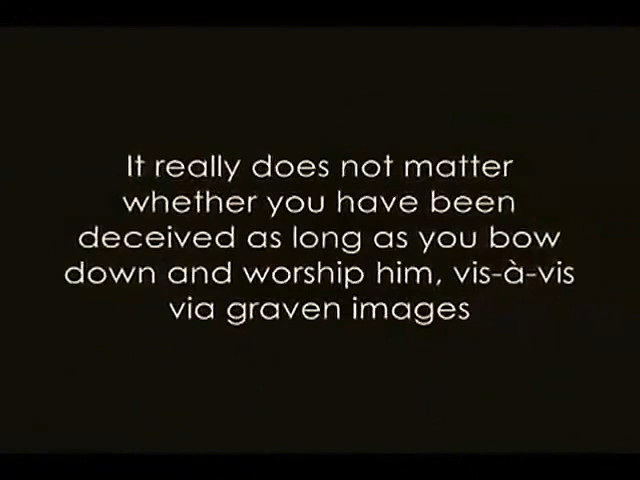 It really does not matter
whether you have been
deceived as long as you bow
down and worship him, vis-à-vis
via graven images